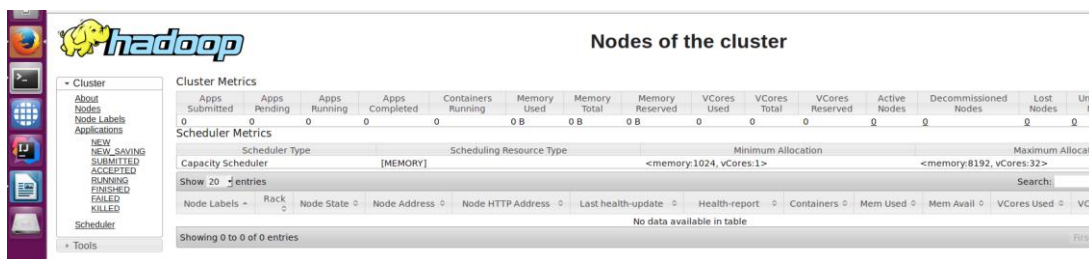 hadoop
Nodes of the cluster
Cluster
About
Nodes
Node Labels
Applications
NEW
NEW_SAVING
SUBMITTED
ACCEPTED
RUNNING
FINISHED
FAILED
KILLED
Scheduler
Tools
Cluster Metrics
Apps Submitted Apps Pending Apps Running Apps Completed Containers Running Memory Used Memory Total Memory Reserved VCores Used VCores Total VCores Reserved Active Nodes Decommissioned Nodes Lost Nodes
0 0 0 0 0 0 B 0 B 0 B 0 0 0 0 0 0 0
Scheduler Metrics
Scheduler Type Scheduling Resource Type Minimum Allocation Maximum Alloca
Capacity Scheduler [MEMORY] <memory:1024, vCores:1> <memory:8192, vCores:32>
Show 20 entries Search:
Node Labels Rack Node State Node Address Node HTTP Address Last health-update Health-report Containers Mem Used Mem Avail VCores Used VC
No data available in table
Showing 0 to 0 of 0 entries Firs